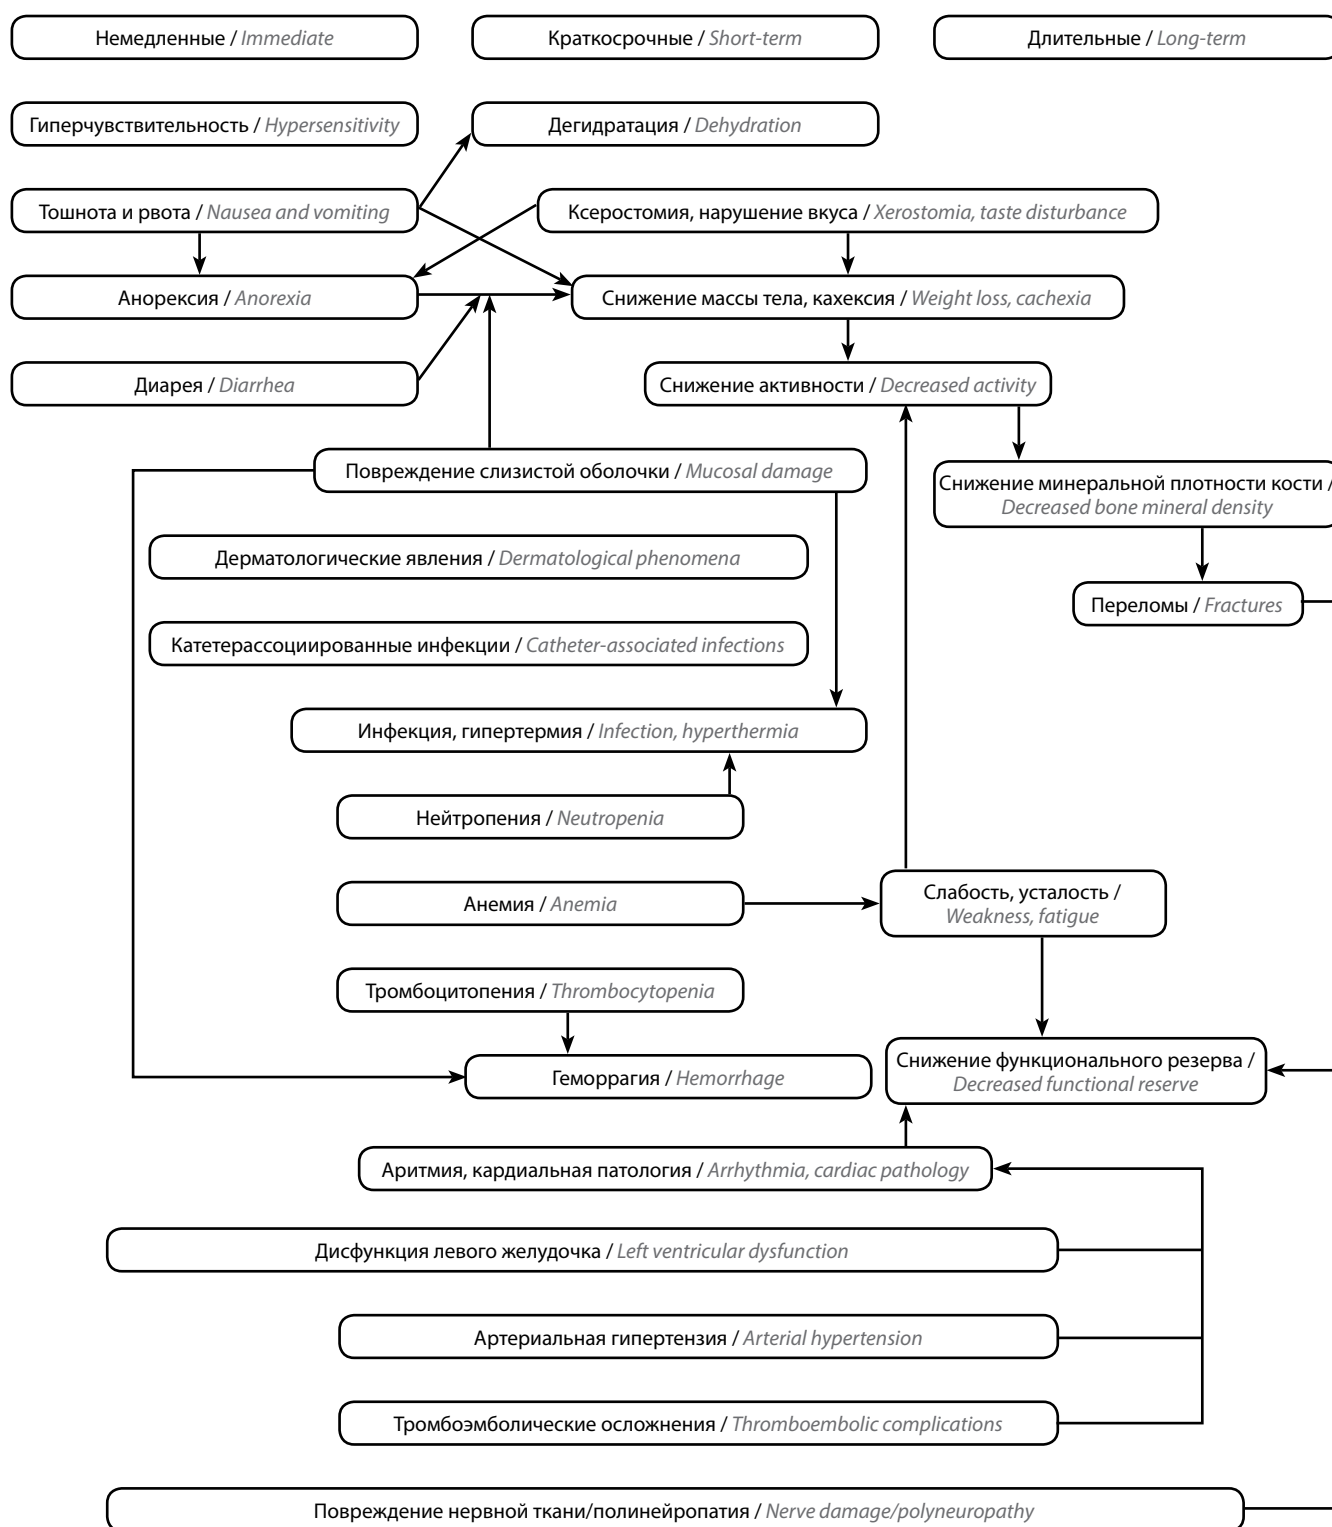 Немедленные / Immediate
Краткосрочные / Short-term
Длительные / Long-term
Гиперчувствительность / Hypersensitivity
Дегидратация / Dehydration
Тошнота и рвота / Nausea and vomiting
Ксеростомия, нарушение вкуса / Xerostomia, taste disturbance
Анорексия / Anorexia
Снижение массы тела, кахексия / Weight loss, cachexia
Диарея / Diarrhea
Снижение активности / Decreased activity
Повреждение слизистой оболочки / Mucosal damage
Снижение минеральной плотности кости /
Decreased bone mineral density
Дерматологические явления / Dermatological phenomena
Переломы / Fractures
Катетерассоциированные инфекции / Catheter-associated infections
Инфекция, гипертермия / Infection, hyperthermia
Нейтропения / Neutropenia
Анемия / Anemia
Слабость, усталость /
Weakness, fatigue
Тромбоцитопения / Thrombocytopenia
Геморрагия / Hemorrhage
Снижение функционального резерва /
Decreased functional reserve
Аритмия, кардиальная патология / Arrhythmia, cardiac pathology
Дисфункция левого желудочка / Left ventricular dysfunction
Артериальная гипертензия / Arterial hypertension
Тромбоэмболические осложнения / Thromboembolic complications
Повреждение нервной ткани/полинейропатия / Nerve damage/polyneuropathy